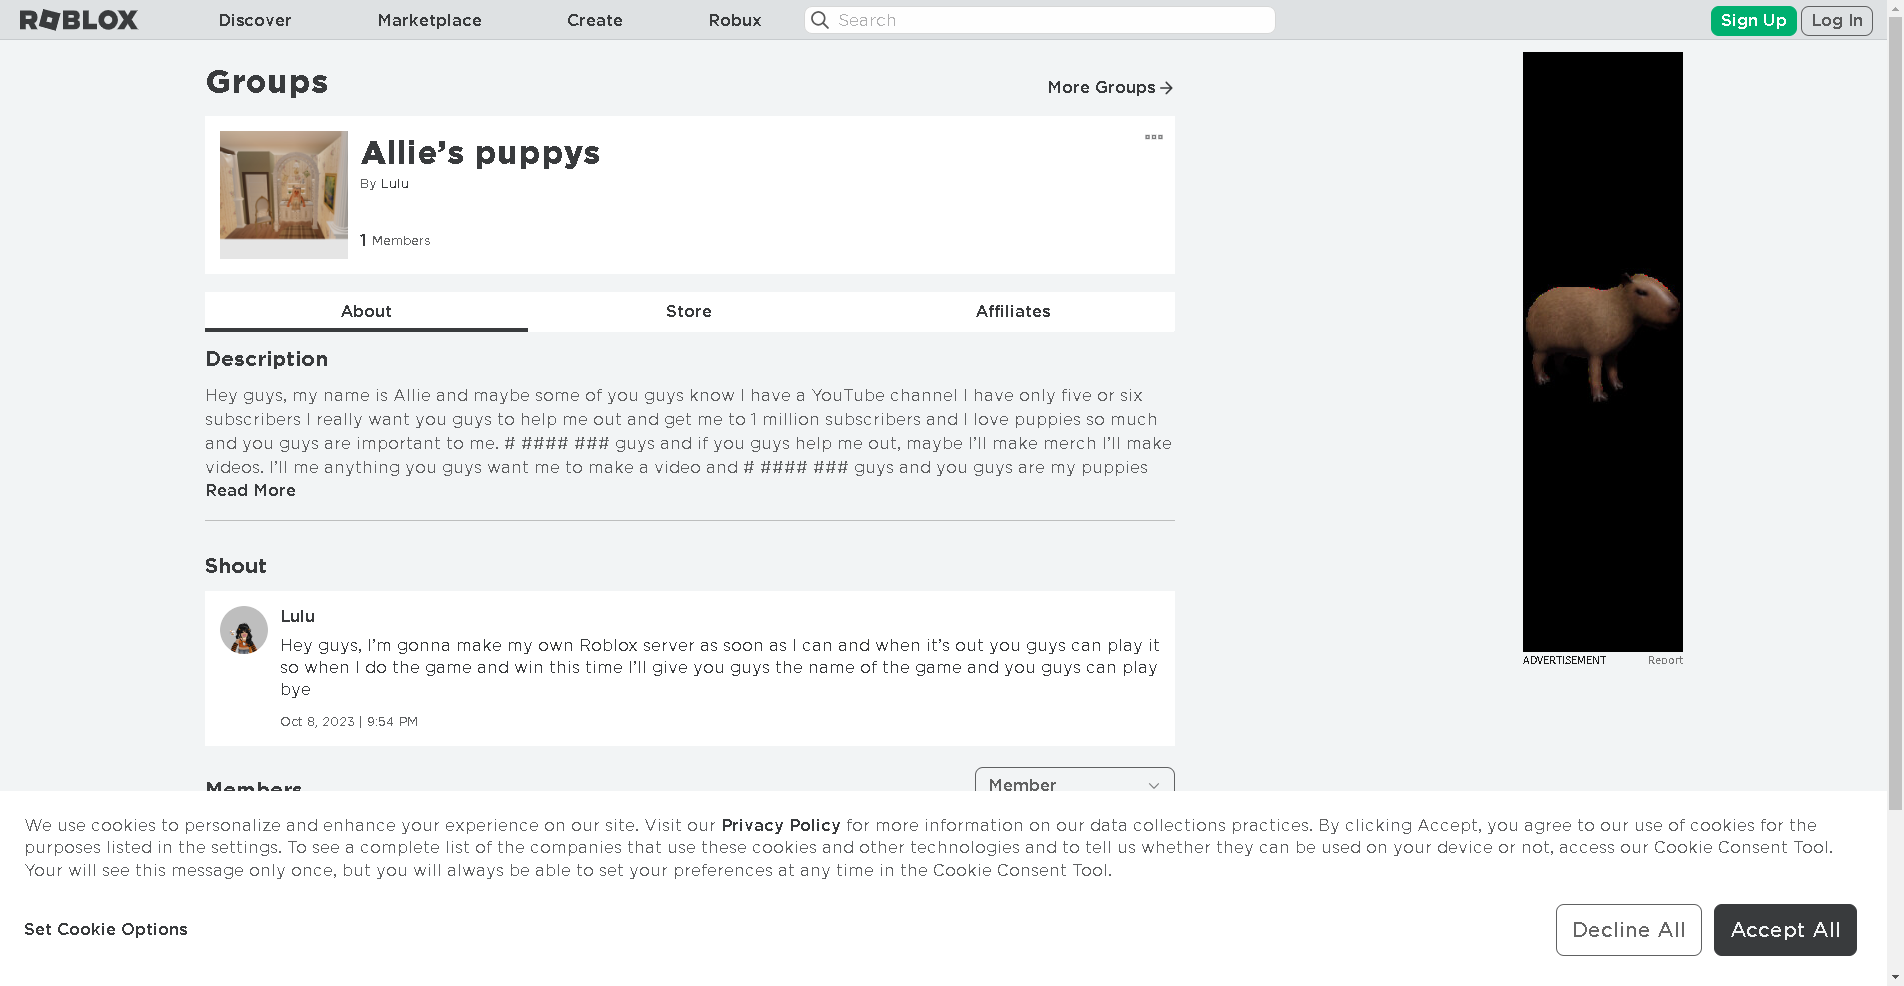 ROBLOX Discover Marketplace Create Robux Search Sign Up Log In
Groups
More Groups
Allie’s puppys
By Lulu
1 Members
About Store Affiliates
Description
Hey guys, my name is Allie and maybe some of you guys know I have a YouTube channel I have only five or six
subscribers I really want you guys to help me out and get me to 1 million subscribers and I love puppies so much
and you guys are important to me. # #### ### guys and if you guys help me out, maybe I’ll make merch I’ll make
videos. I’ll me anything you guys want me to make a video and # #### ### guys and you guys are my puppies
Read More
Shout
Lulu
Hey guys, I’m gonna make my own Roblox server as soon as I can and when it’s out you guys can play it
so when I do the game and win this time I’ll give you guys the name of the game and you guys can play
bye
Oct 8, 2023 | 9:54 PM
ADVERTISEMENT Report
Members
Member
We use cookies to personalize and enhance your experience on our site. Visit our Privacy Policy for more information on our data collections practices. By clicking Accept, you agree to our use of cookies for the
purposes listed in the settings. To see a complete list of the companies that use these cookies and other technologies and to tell us whether they can be used on your device or not, access our Cookie Consent Tool.
Your will see this message only once, but you will always be able to set your preferences at any time in the Cookie Consent Tool.
Set Cookie Options
Decline All
Accept All